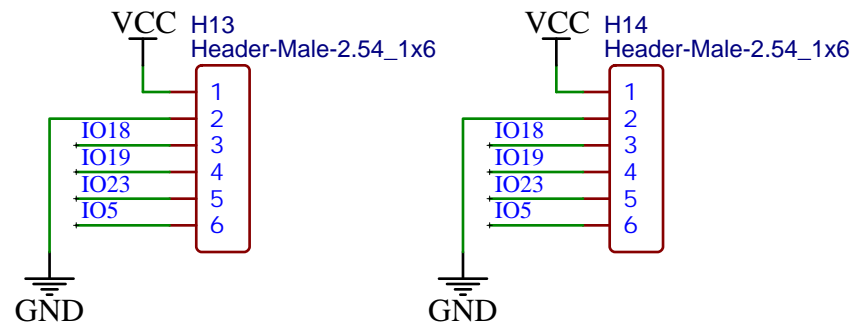 VCC H13
Header-Male-2.54_1x6
1
2
IO18 3
IO19 4
IO23 5
IO5 6
GND
VCC H14
Header-Male-2.54_1x6
1
2
IO18 3
IO19 4
IO23 5
IO5 6
GND